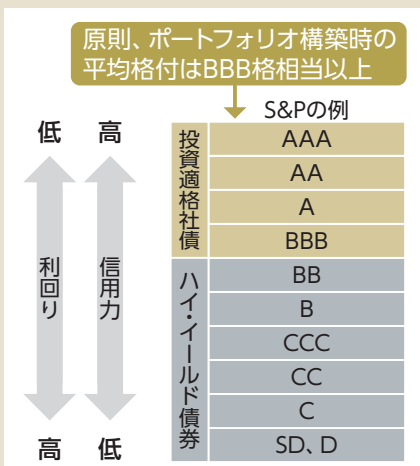 原則、ポートフォリオ構築時の
平均格付はBBB格相当以上
S&Pの例
低 高
利回り
信用力
高 低
投資適格社債
AAA
AA
A
BBB
ハイ・イールド債券
BB
B
CCC
CC
C
SD、D